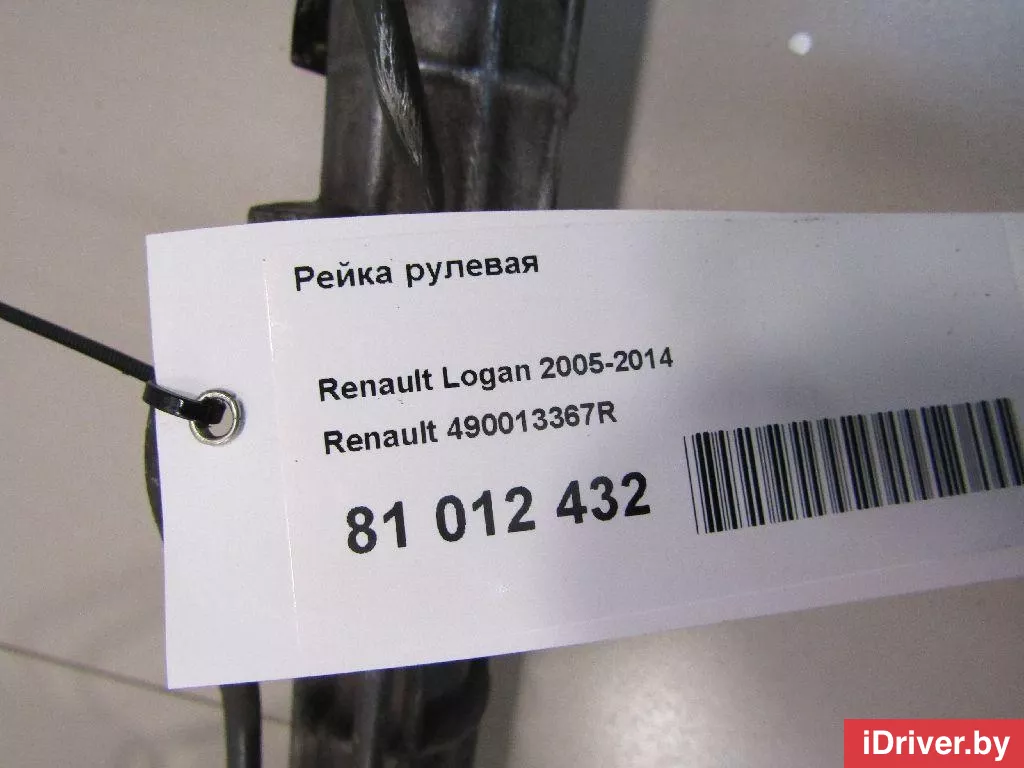 Рейка рулевая
Renault Logan 2005-2014
Renault 490013367R
81 012 432
iDriver.by